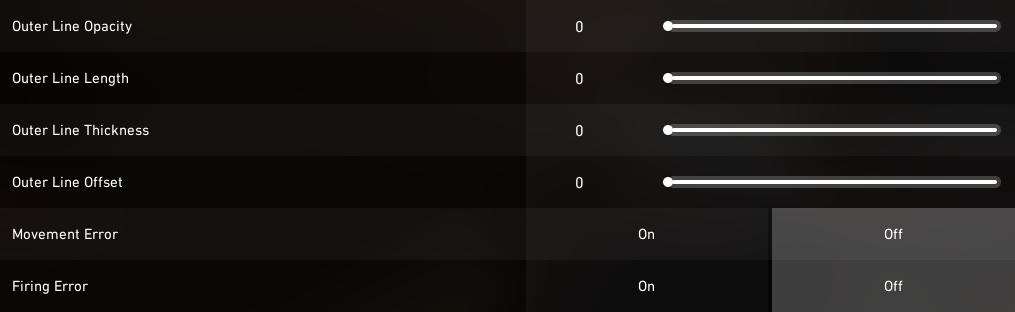 Outer Line Opacity 0
Outer Line Length 0
Outer Line Thickness 0
Outer Line Offset 0
Movement Error On Off
Firing Error On Off